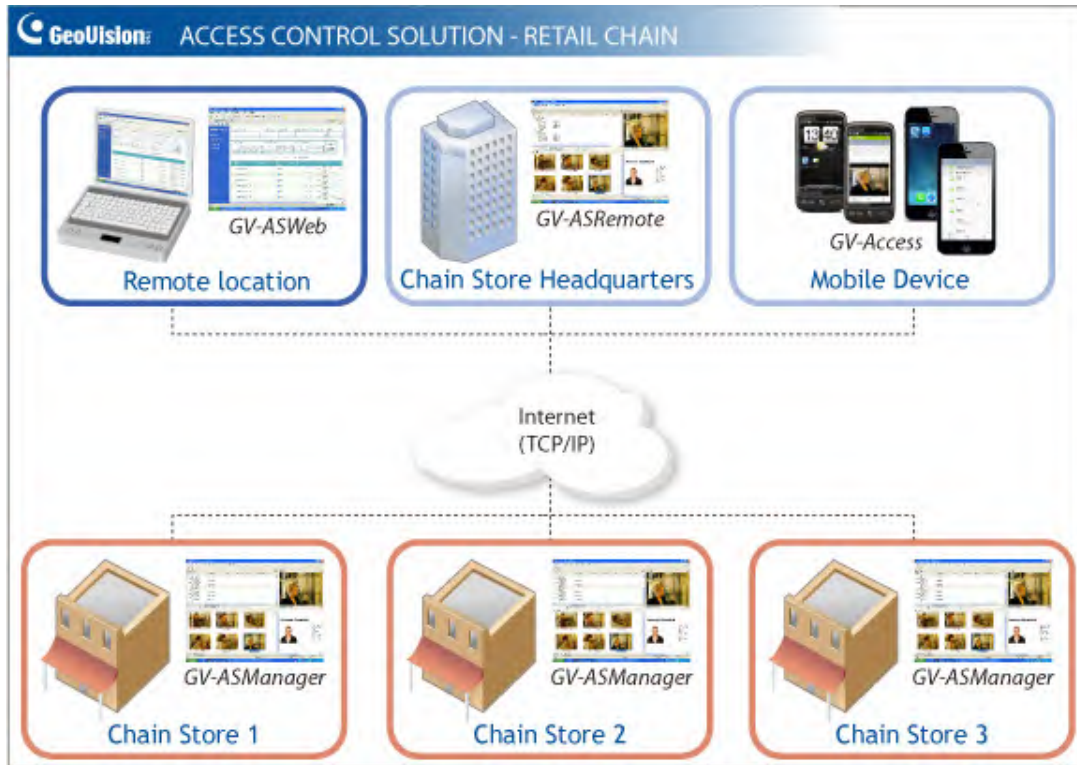 GeoVision ACCESS CONTROL SOLUTION - RETAIL CHAIN
GV-ASWeb
Remote location
GV-ASRemote
Chain Store Headquarters
GV-Access
Mobile Device
Internet
(TCP/IP)
GV-ASManager
Chain Store 1
GV-ASManager
Chain Store 2
GV-ASManager
Chain Store 3